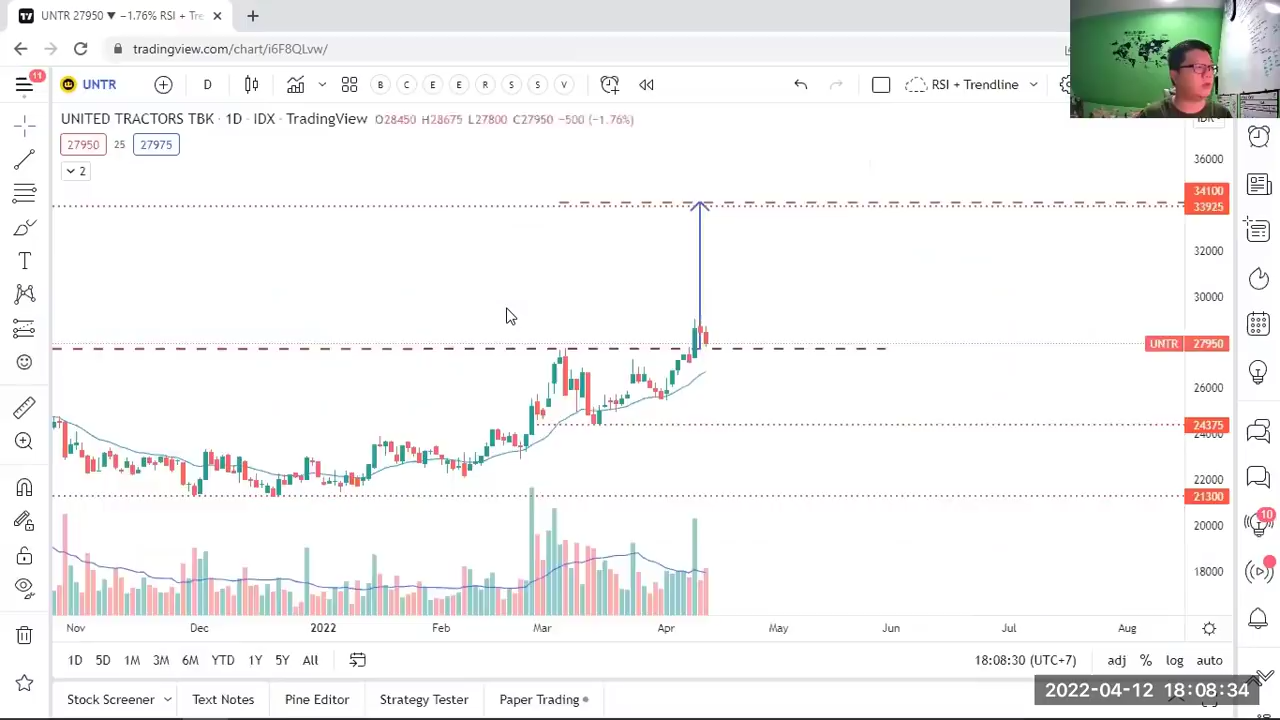 UNTR 27950 ▼ −1.76% RSI + Tre
tradingview.com/chart/i6F8QLvw/
11
UNTR
D
B C E E R S S V
RSI + Trendline
UNITED TRACTORS TBK · 1D · IDX · TradingView O28450 H28675 L27800 C27950 −500 (−1.76%)
27950 25 27975
2
36000
34100
33925
32000
30000
UNTR 27950
26000
24375
24000
22000
21300
20000
18000
10
Nov Dec 2022 Feb Mar Apr May Jun Jul Aug
1D 5D 1M 3M 6M YTD 1Y 5Y All
18:08:30 (UTC+7) adj % log auto
2022-04-12 18:08:34
Stock Screener Text Notes Pine Editor Strategy Tester Paper Trading